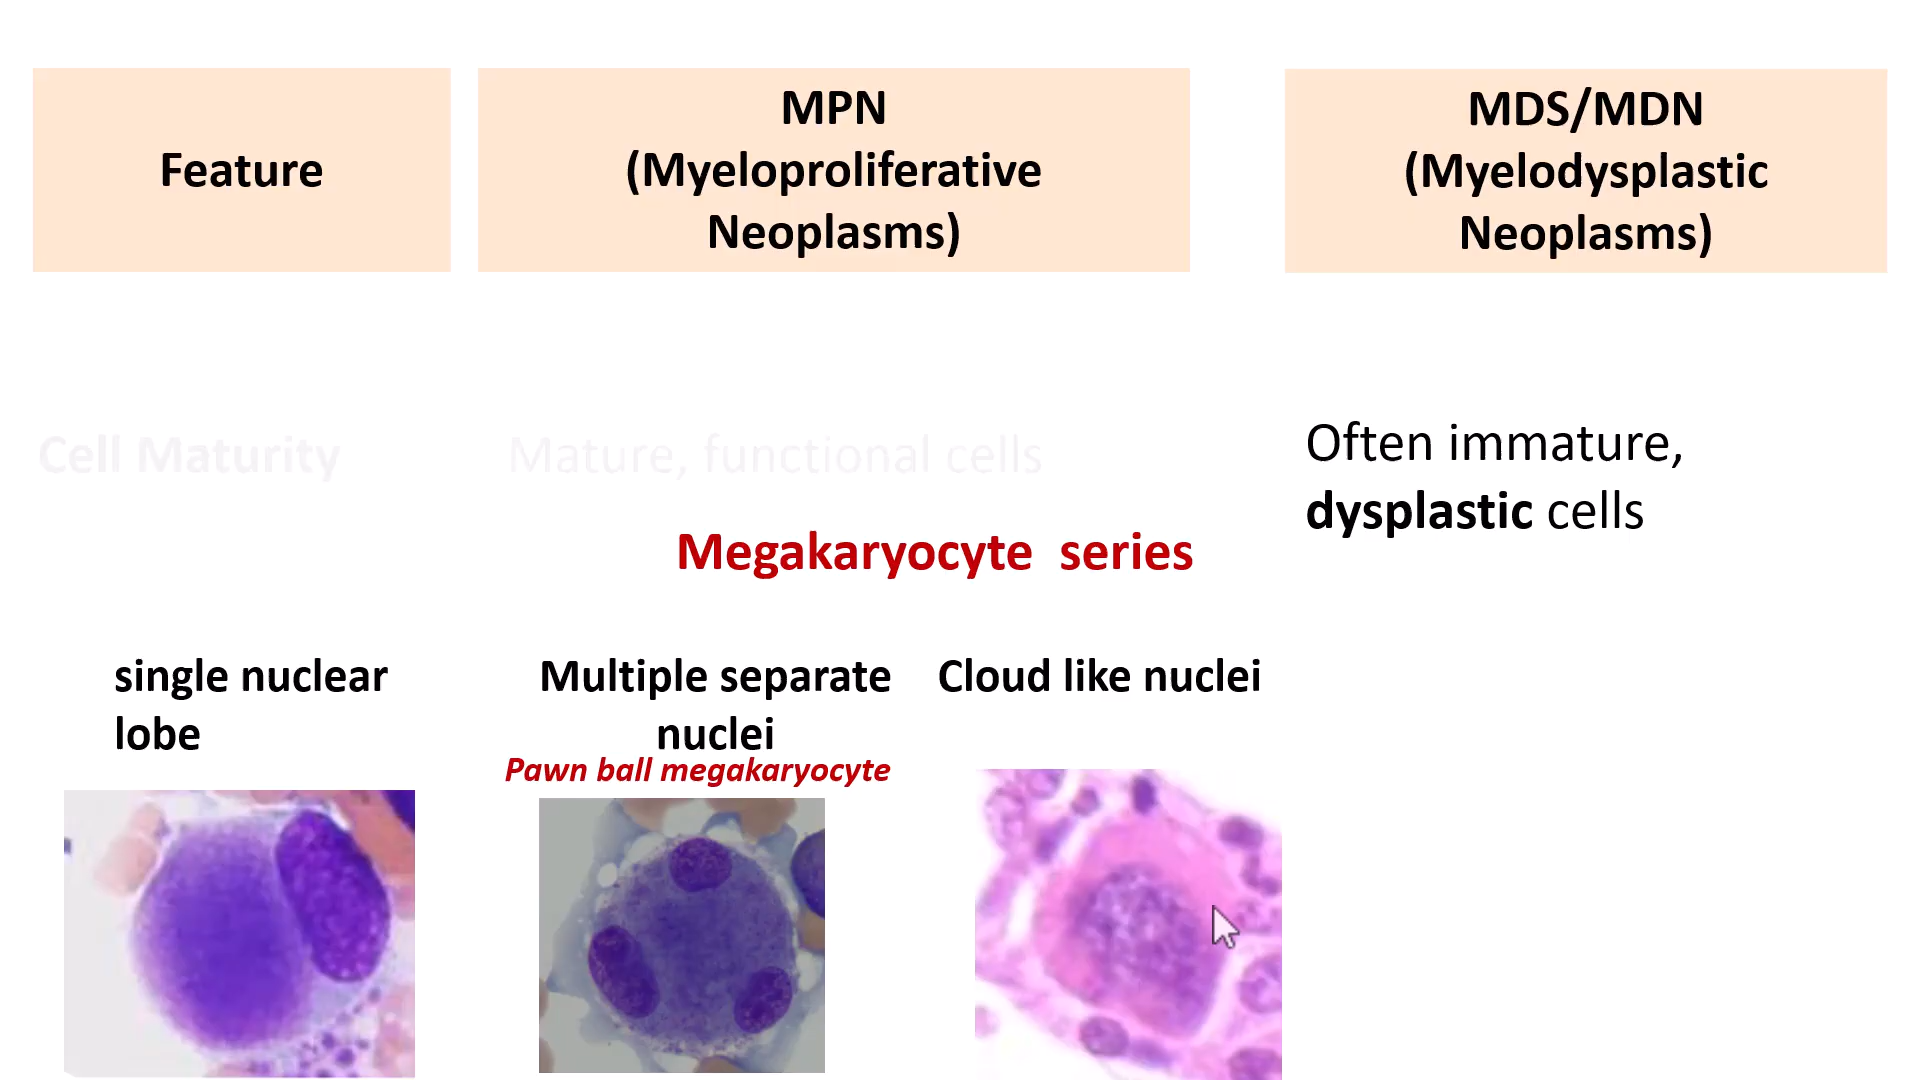 Feature
MPN
(Myeloproliferative
Neoplasms)
MDS/MDN
(Myelodysplastic
Neoplasms)
Cell Maturity
Mature, functional cells
Often immature,
dysplastic cells
Megakaryocyte series
single nuclear
lobe
Multiple separate
nuclei
Pawn ball megakaryocyte
Cloud like nuclei